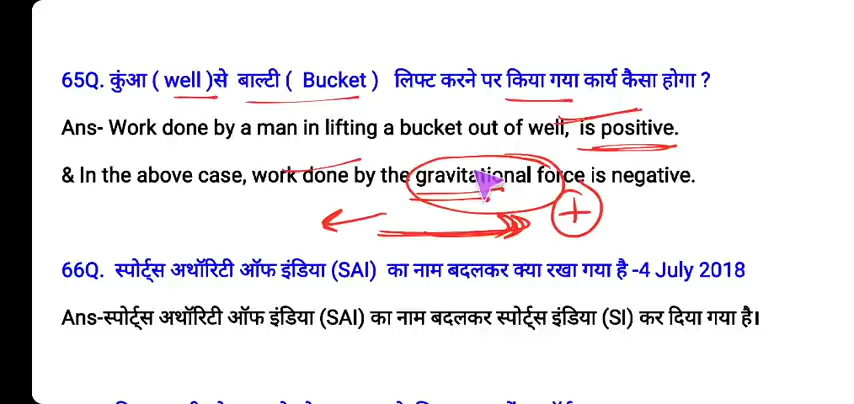 65Q. कुंआ ( well )से बाल्टी ( Bucket ) लिफ्ट करने पर किया गया कार्य कैसा होगा ?
Ans- Work done by a man in lifting a bucket out of well, is positive.
& In the above case, work done by the gravitational force is negative.
+
66Q. स्पोर्ट्स अथॉरिटी ऑफ इंडिया (SAI) का नाम बदलकर क्या रखा गया है -4 July 2018
Ans-स्पोर्ट्स अथॉरिटी ऑफ इंडिया (SAI) का नाम बदलकर स्पोर्ट्स इंडिया (SI) कर दिया गया है।